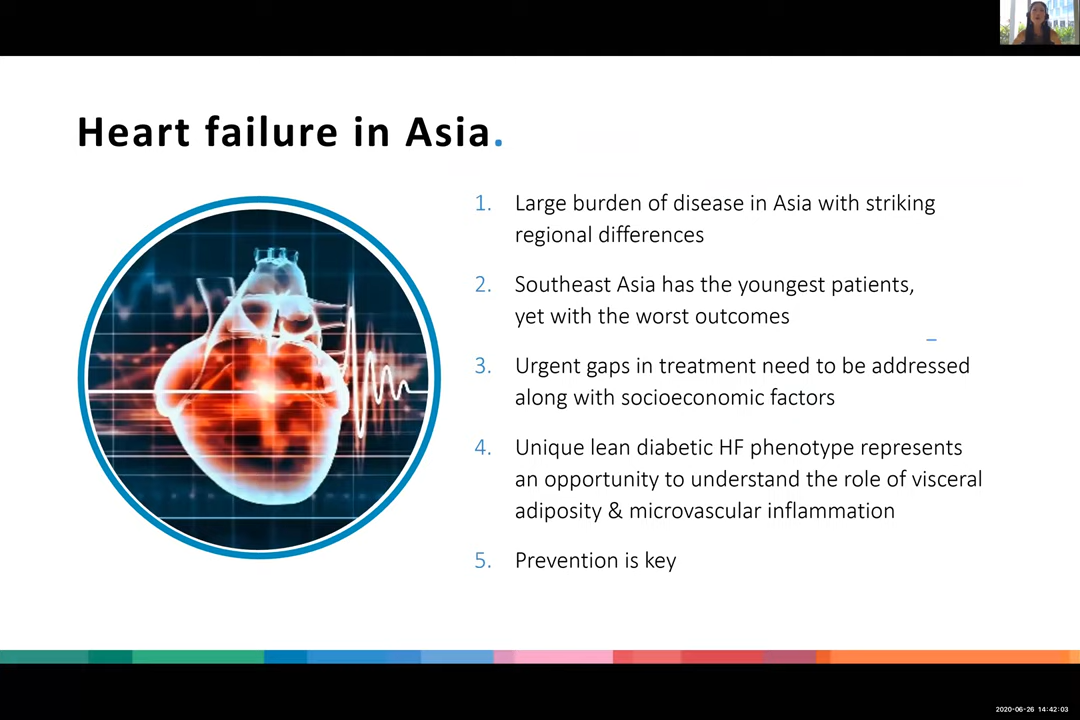 Heart failure in Asia.
1. Large burden of disease in Asia with striking
regional differences
2. Southeast Asia has the youngest patients,
yet with the worst outcomes
3. Urgent gaps in treatment need to be addressed
along with socioeconomic factors
4. Unique lean diabetic HF phenotype represents
an opportunity to understand the role of visceral
adiposity & microvascular inflammation
5. Prevention is key
2020-06-26 14:42:03